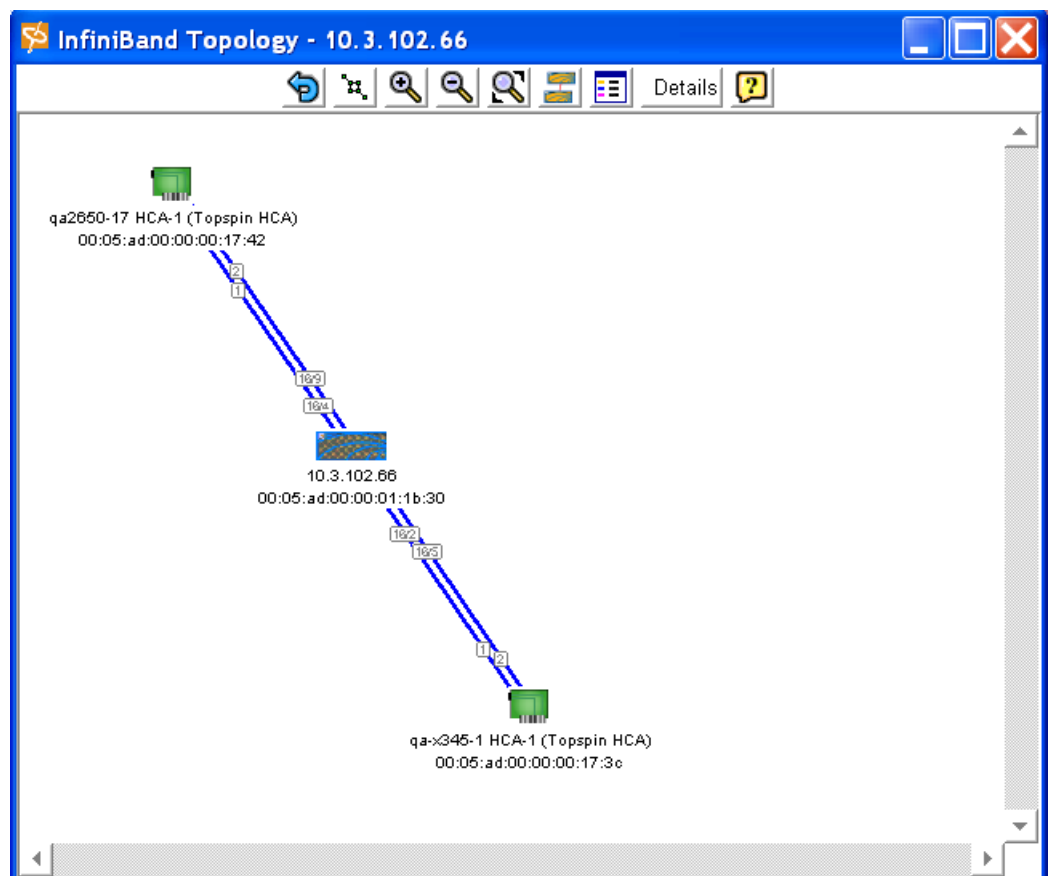 InfiniBand Topology - 10.3.102.66
Details
qa2650-17 HCA-1 (Topspin HCA)
00:05:ad:00:00:00:17:42
2
1
16/9
16/4
10.3.102.66
00:05:ad:00:00:01:1b:30
16/2
16/5
1
2
qa-x345-1 HCA-1 (Topspin HCA)
00:05:ad:00:00:00:17:3c